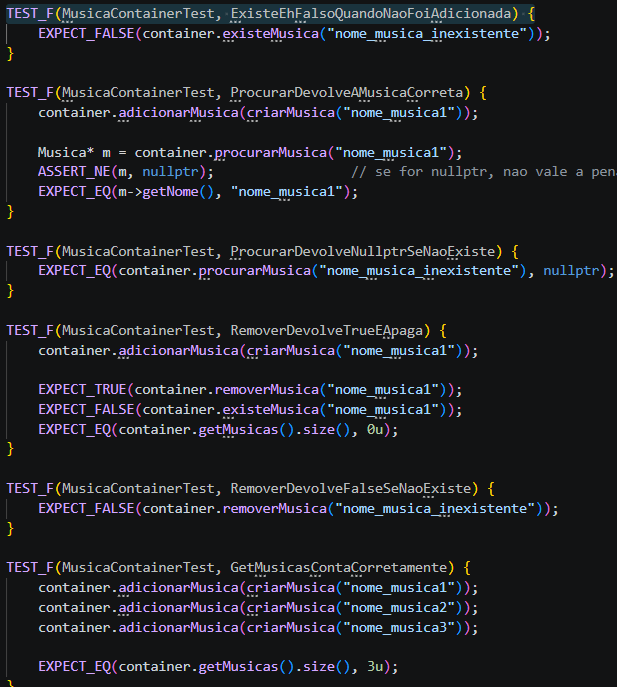 TEST_F(MusicaContainerTest, ExisteEhFalsoQuandoNaoFoiAdicionada) {
    EXPECT_FALSE(container.existeMusica("nome_musica_inexistente"));
}
TEST_F(MusicaContainerTest, ProcurarDevolveAMusicaCorreta) {
    container.adicionarMusica(criarMusica("nome_musica1"));
    Musica* m = container.procurarMusica("nome_musica1");
    ASSERT_NE(m, nullptr);                 // se for nullptr, nao vale a pen
    EXPECT_EQ(m->getNome(), "nome_musica1");
}
TEST_F(MusicaContainerTest, ProcurarDevolveNullptrSeNaoExiste) {
    EXPECT_EQ(container.procurarMusica("nome_musica_inexistente"), nullptr);
}
TEST_F(MusicaContainerTest, RemoverDevolveTrueEApaga) {
    container.adicionarMusica(criarMusica("nome_musica1"));
    EXPECT_TRUE(container.removerMusica("nome_musica1"));
    EXPECT_FALSE(container.existeMusica("nome_musica1"));
    EXPECT_EQ(container.getMusicas().size(), 0u);
}
TEST_F(MusicaContainerTest, RemoverDevolveFalseSeNaoExiste) {
    EXPECT_FALSE(container.removerMusica("nome_musica_inexistente"));
}
TEST_F(MusicaContainerTest, GetMusicasContaCorretamente) {
    container.adicionarMusica(criarMusica("nome_musica1"));
    container.adicionarMusica(criarMusica("nome_musica2"));
    container.adicionarMusica(criarMusica("nome_musica3"));
    EXPECT_EQ(container.getMusicas().size(), 3u);
}